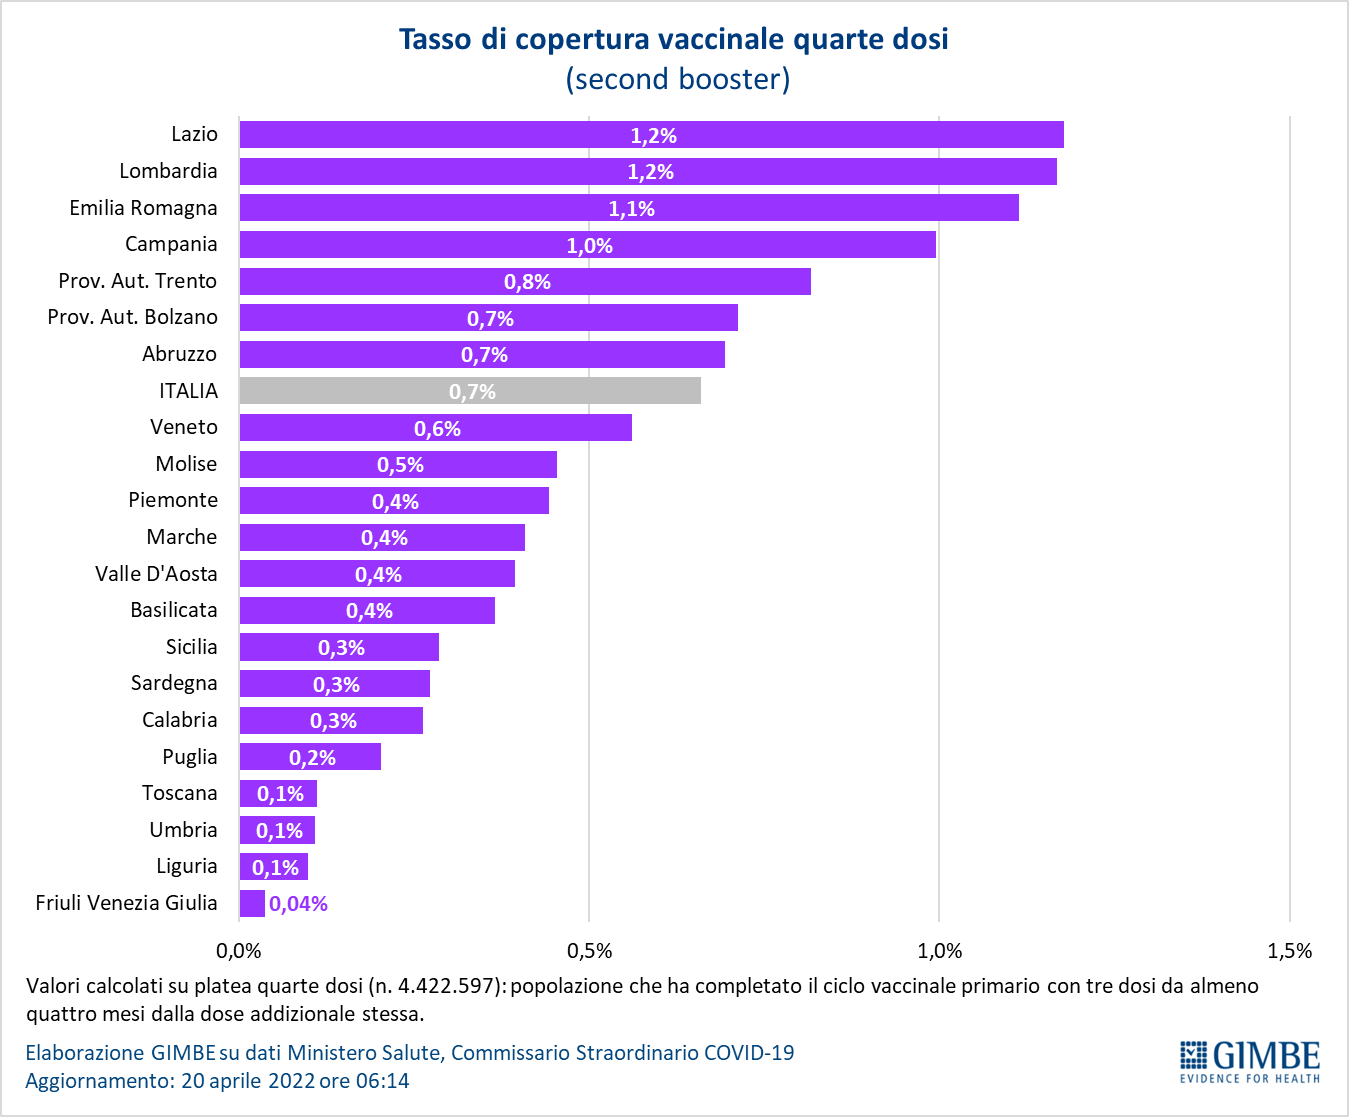 Tasso di copertura vaccinale quarte dosi
(second booster)
Lazio 1,2%
Lombardia 1,2%
Emilia Romagna 1,1%
Campania 1,0%
Prov. Aut. Trento 0,8%
Prov. Aut. Bolzano 0,7%
Abruzzo 0,7%
ITALIA 0,7%
Veneto 0,6%
Molise 0,5%
Piemonte 0,4%
Marche 0,4%
Valle D'Aosta 0,4%
Basilicata 0,4%
Sicilia 0,3%
Sardegna 0,3%
Calabria 0,3%
Puglia 0,2%
Toscana 0,1%
Umbria 0,1%
Liguria 0,1%
Friuli Venezia Giulia 0,04%
0,0% 0,5% 1,0% 1,5%
Valori calcolati su platea quarte dosi (n. 4.422.597): popolazione che ha completato il ciclo vaccinale primario con tre dosi da almeno
quattro mesi dalla dose addizionale stessa.
Elaborazione GIMBE su dati Ministero Salute, Commissario Straordinario COVID-19
Aggiornamento: 20 aprile 2022 ore 06:14
GIMBE
EVIDENCE FOR HEALTH